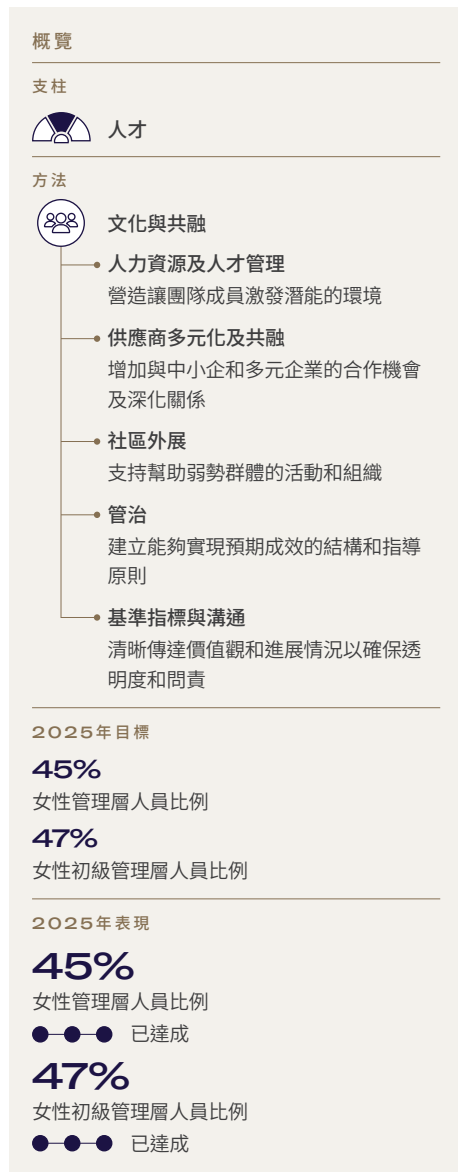 概覽
支柱
人才
方法
文化與共融
人力資源及人才管理
營造讓團隊成員激發潛能的環境
供應商多元化及共融
增加與中小企和多元企業的合作機會
及深化關係
社區外展
支持幫助弱勢群體的活動和組織
管治
建立能夠實現預期成效的結構和指導
原則
基準指標與溝通
清晰傳達價值觀和進展情況以確保透
明度和問責
2025年目標
45%
女性管理層人員比例
47%
女性初級管理層人員比例
2025年表現
45%
女性管理層人員比例
已達成
47%
女性初級管理層人員比例
已達成